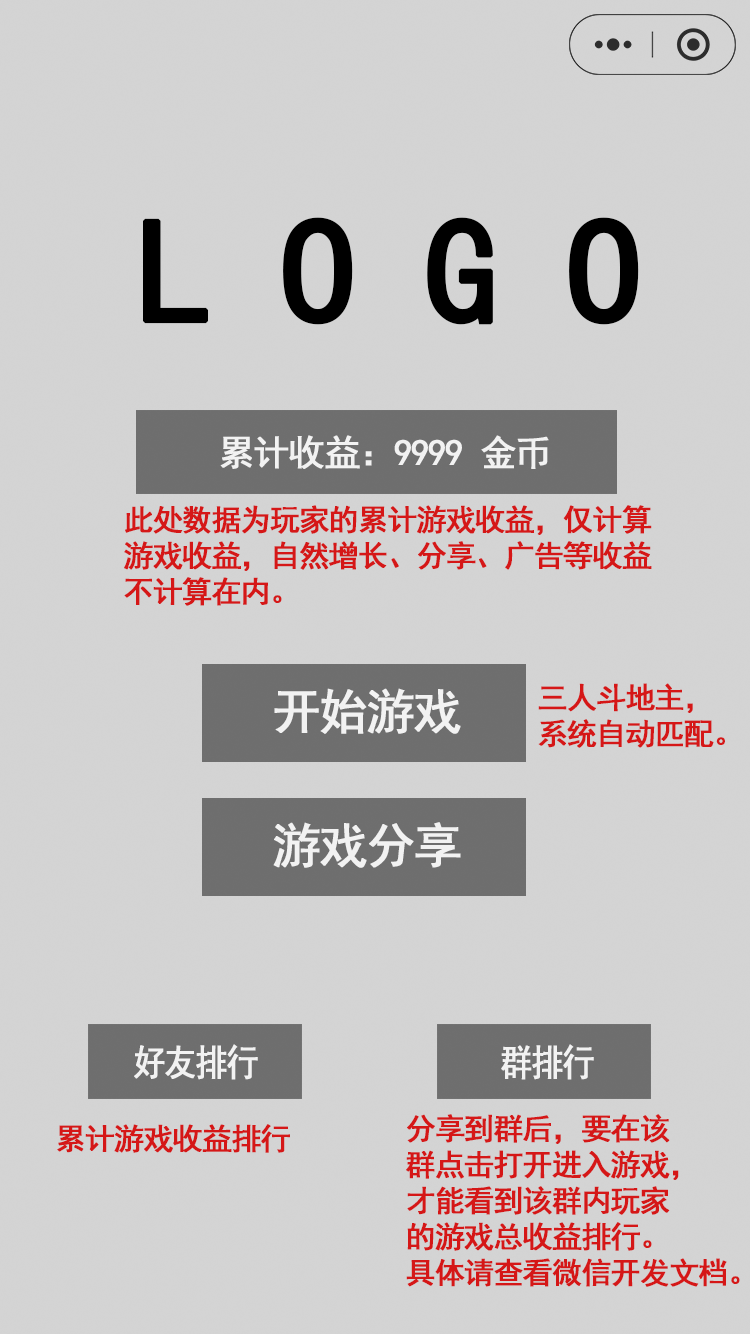 LOGO
累计收益：9999 金币
此处数据为玩家的累计游戏收益，仅计算
游戏收益，自然增长、分享、广告等收益
不计算在内。
开始游戏
三人斗地主，
系统自动匹配。
游戏分享
好友排行
累计游戏收益排行
群排行
分享到群后，要在该
群点击打开进入游戏，
才能看到该群内玩家
的游戏总收益排行。
具体请查看微信开发文档。